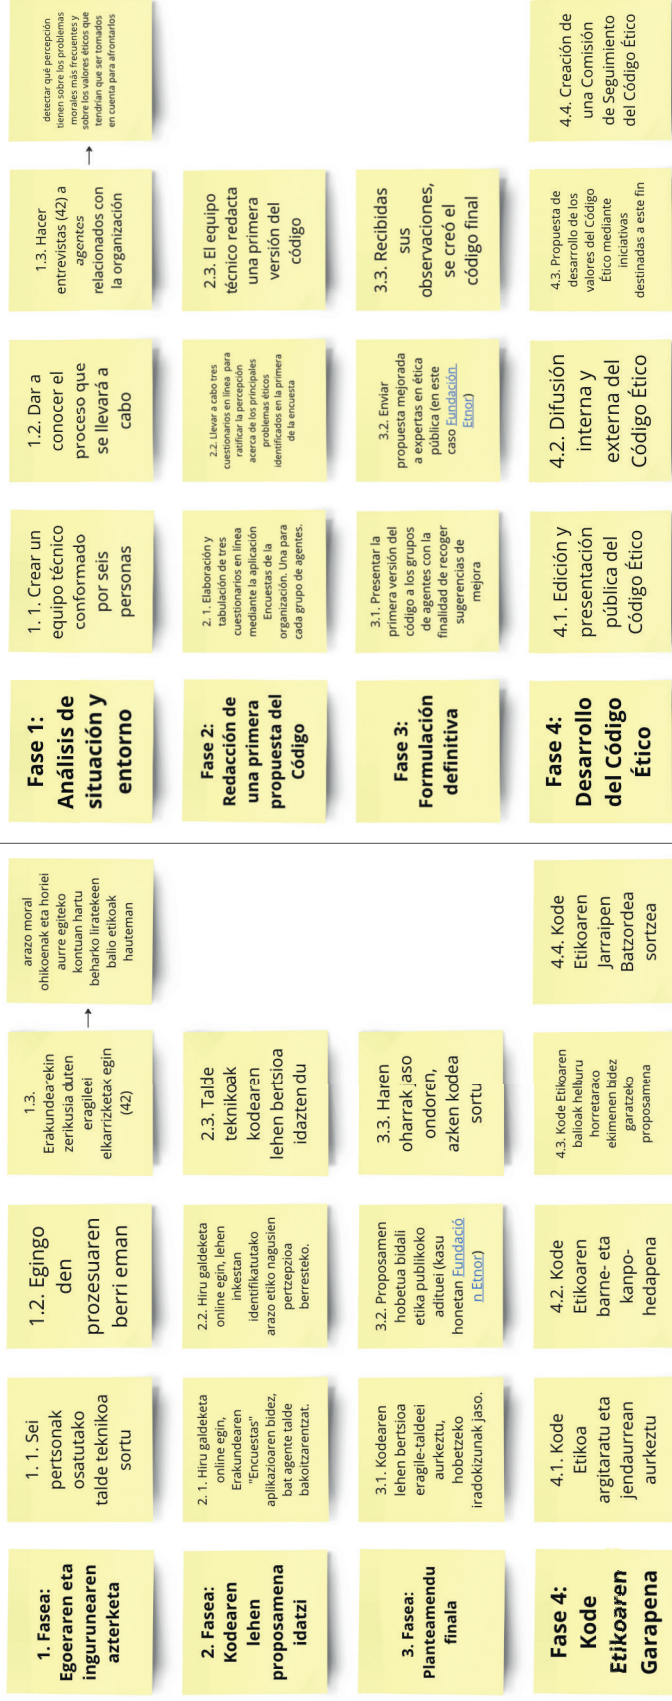 1. Fasea:
Egoeraren eta
ingurunearen
azterketa
1. 1. Sei
pertsonak
osatutako
talde teknikoa
sortu
1.2. Egingo
den
prozesuaren
berri eman
1.3.
Erakundearekin
zerikusia duten
eragileei
elkarrizketak egin
(42)
→
arazo moral
ohikoenak eta horiei
aurre egiteko
kontuan hartu
beharko liratekeen
balio etikoak
hauteman
2. Fasea:
Kodearen
lehen
proposamena
idatzi
2. 1. Hiru galdeketa
online egin,
Erakundearen
"Encuestas"
aplikazioaren bidez,
bat agente talde
bakoitzarentzat.
2.2. Hiru galdeketa
online egin, lehen
inkestan
identifikatutako
arazo etiko nagusien
pertzepzioa
berresteko.
2.3. Talde
teknikoak
kodearen
lehen bertsioa
idazten du
3. Fasea:
Planteamendu
finala
3.1. Kodearen
lehen bertsioa
eragile-taldeei
aurkeztu,
hobetzeko
iradokizunak jaso.
3.2. Proposamen
hobetua bidali
etika publikoko
adituei (kasu
honetan Fundació
n Etnor)
3.3. Haren
oharrak jaso
ondoren,
azken kodea
sortu
Fase 4:
Kode
Etikoaren
Garapena
4.1. Kode
Etikoa
argitaratu eta
jendaurrean
aurkeztu
4.2. Kode
Etikoaren
barne- eta
kanpo-
hedapena
4.3. Kode Etikoaren
balioak helburu
horretarako
ekimenen bidez
garatzeko
proposamena
4.4. Kode
Etikoaren
Jarraipen
Batzordea
sortzea
Fase 1:
Análisis de
situación y
entorno
1. 1. Crear un
equipo técnico
conformado
por seis
personas
1.2. Dar a
conocer el
proceso que
se llevará a
cabo
1.3. Hacer
entrevistas (42) a
agentes
relacionados con
la organización
→
detectar qué percepción
tienen sobre los problemas
morales más frecuentes y
sobre los valores éticos que
tendrían que ser tomados
en cuenta para afrontarlos
Fase 2:
Redacción de
una primera
propuesta del
Código
2. 1. Elaboración y
tabulación de tres
cuestionarios en línea
mediante la aplicación
Encuestas de la
organización. Una para
cada grupo de agentes.
2.2. Llevar a cabo tres
cuestionarios en línea para
ratificar la percepción
acerca de los principales
problemas éticos
identificados en la primera
de la encuesta
2.3. El equipo
técnico redacta
una primera
versión del
código
Fase 3:
Formulación
definitiva
3.1. Presentar la
primera versión del
código a los grupos
de agentes con la
finalidad de recoger
sugerencias de
mejora
3.2. Enviar
propuesta mejorada
a expertas en ética
pública (en este
caso Fundación
Etnor)
3.3. Recibidas
sus
observaciones,
se creó el
código final
Fase 4:
Desarrollo
del Código
Ético
4.1. Edición y
presentación
pública del
Código Ético
4.2. Difusión
interna y
externa del
Código Ético
4.3. Propuesta de
desarrollo de los
valores del Código
Ético mediante
iniciativas
destinadas a este fin
4.4. Creación de
una Comisión
de Seguimiento
del Código Ético